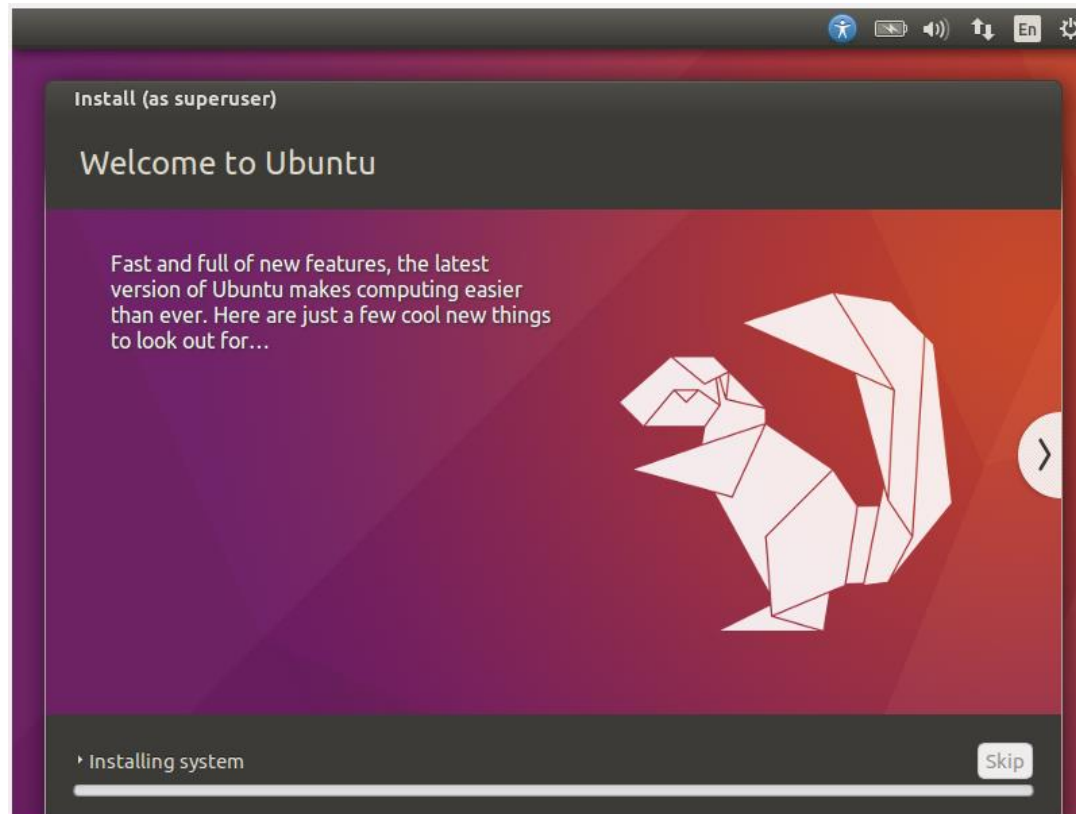 En
Install (as superuser)
Welcome to Ubuntu
Fast and full of new features, the latest
version of Ubuntu makes computing easier
than ever. Here are just a few cool new things
to look out for…
Installing system
Skip